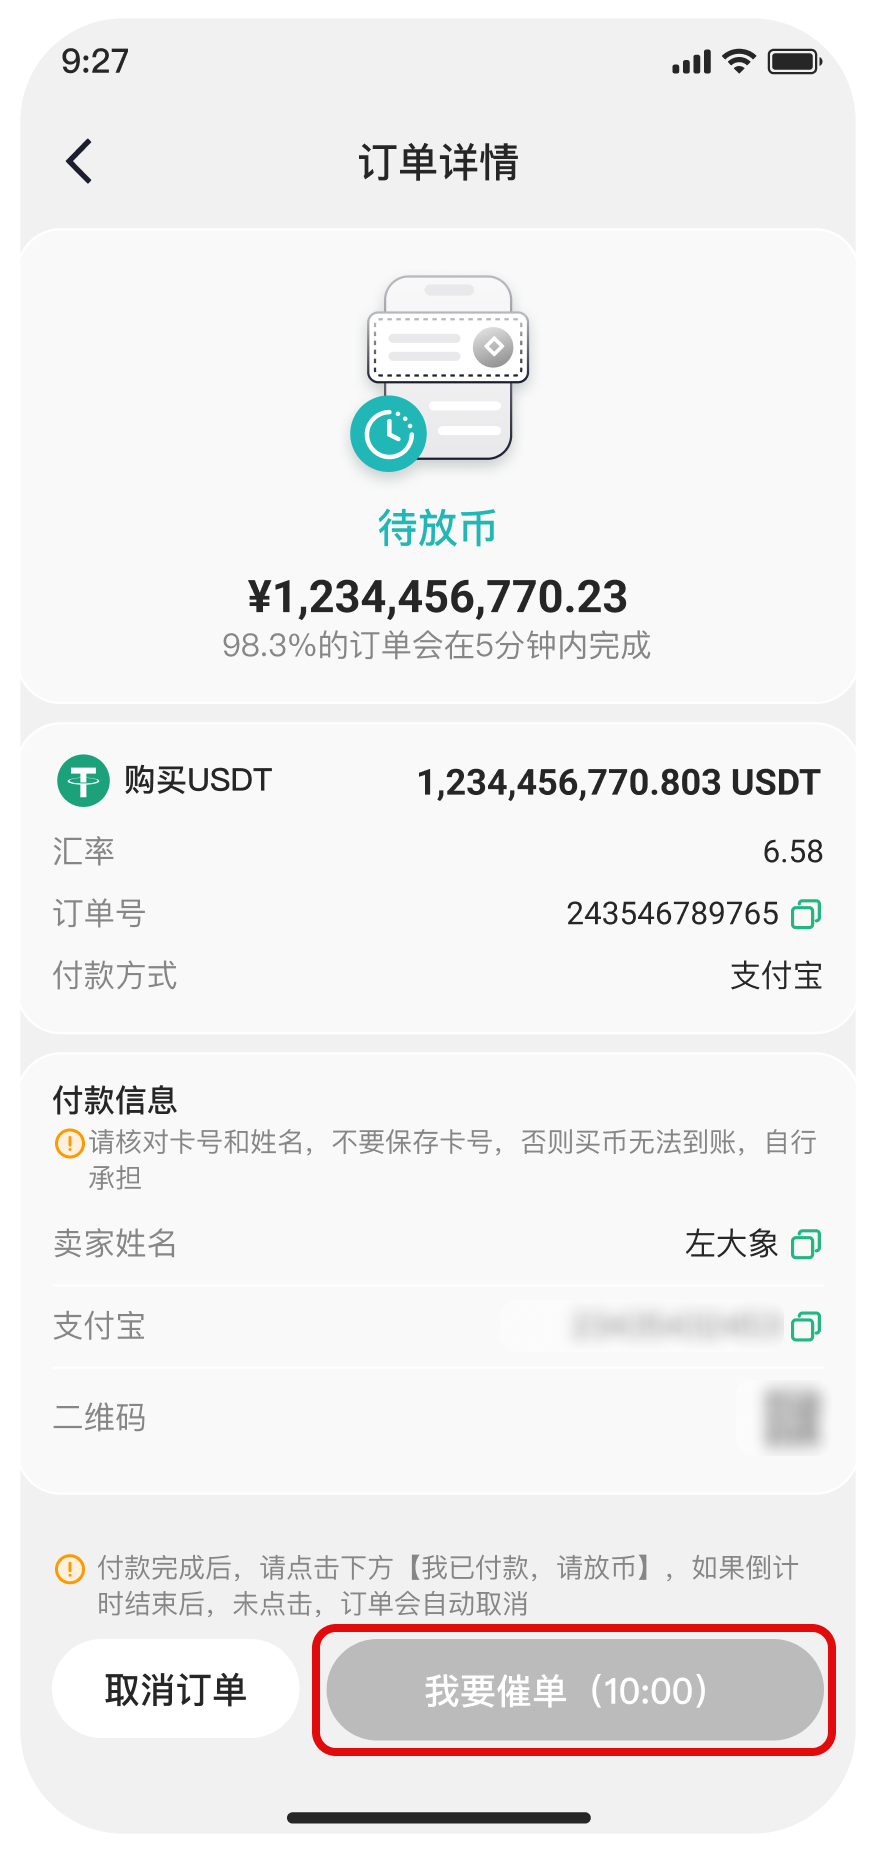 9:27
订单详情
待放币
¥1,234,456,770.23
98.3%的订单会在5分钟内完成
购买USDT 1,234,456,770.803 USDT
汇率 6.58
订单号 243546789765
付款方式 支付宝
付款信息
请核对卡号和姓名，不要保存卡号，否则买币无法到账，自行
承担
卖家姓名 左大象
支付宝
二维码
付款完成后，请点击下方【我已付款，请放币】，如果倒计
时结束后，未点击，订单会自动取消
取消订单 我要催单（10:00）